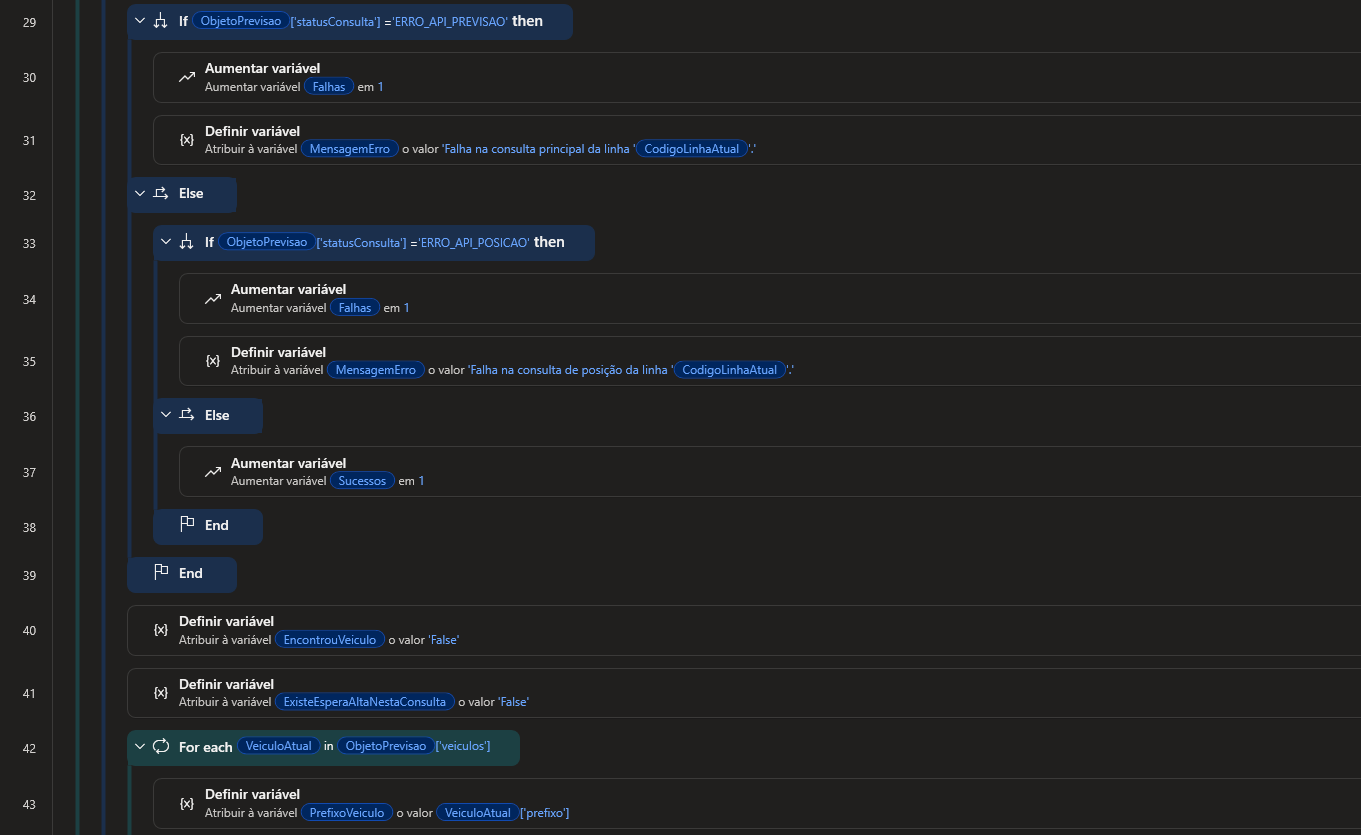 29 If ObjetoPrevisao ['statusConsulta'] ='ERRO_API_PREVISAO' then
30 Aumentar variável
Aumentar variável Falhas em 1
31 Definir variável
{x} Atribuir à variável MensagemErro o valor 'Falha na consulta principal da linha ' CodigoLinhaAtual '.'
32 Else
33 If ObjetoPrevisao ['statusConsulta'] ='ERRO_API_POSICAO' then
34 Aumentar variável
Aumentar variável Falhas em 1
35 Definir variável
{x} Atribuir à variável MensagemErro o valor 'Falha na consulta de posição da linha ' CodigoLinhaAtual '.'
36 Else
37 Aumentar variável
Aumentar variável Sucessos em 1
38 End
39 End
40 Definir variável
{x} Atribuir à variável EncontrouVeiculo o valor 'False'
41 Definir variável
{x} Atribuir à variável ExisteEsperaAltaNestaConsulta o valor 'False'
42 For each VeiculoAtual in ObjetoPrevisao ['veiculos']
43 Definir variável
{x} Atribuir à variável PrefixoVeiculo o valor VeiculoAtual ['prefixo']